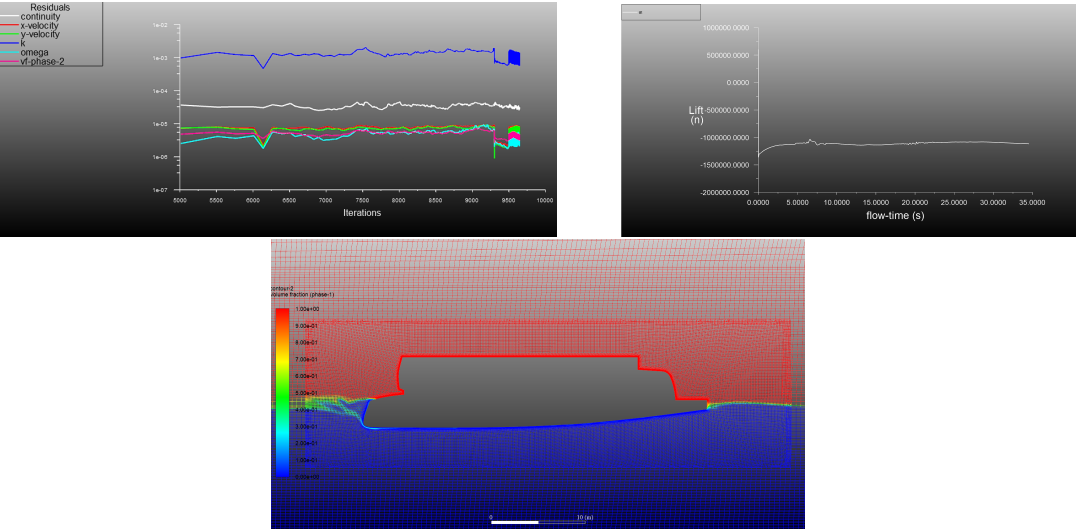 Residuals
continuity
x-velocity
y-velocity
k
omega
vf-phase-2
1e-02
1e-03
1e-04
1e-05
1e-06
1e-07
5000 5500 6000 6500 7000 7500 8000 8500 9000 9500 10000
Iterations
1000000.0000
500000.0000
0.0000
Lift
(n)
-500000.0000
-1000000.0000
-1500000.0000
-2000000.0000
0.0000 5.0000 10.0000 15.0000 20.0000 25.0000 30.0000 35.0000
flow-time (s)
contour-2
Volume fraction (phase-1)
1.00e+00
9.00e-01
8.00e-01
7.00e-01
6.00e-01
5.00e-01
4.00e-01
3.00e-01
2.00e-01
1.00e-01
0.00e+00
0 10 (m)